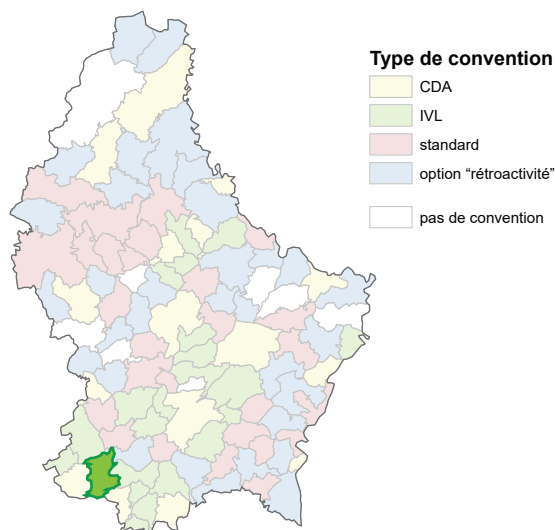 Type de convention
CDA
IVL
standard
option “rétroactivité”
pas de convention